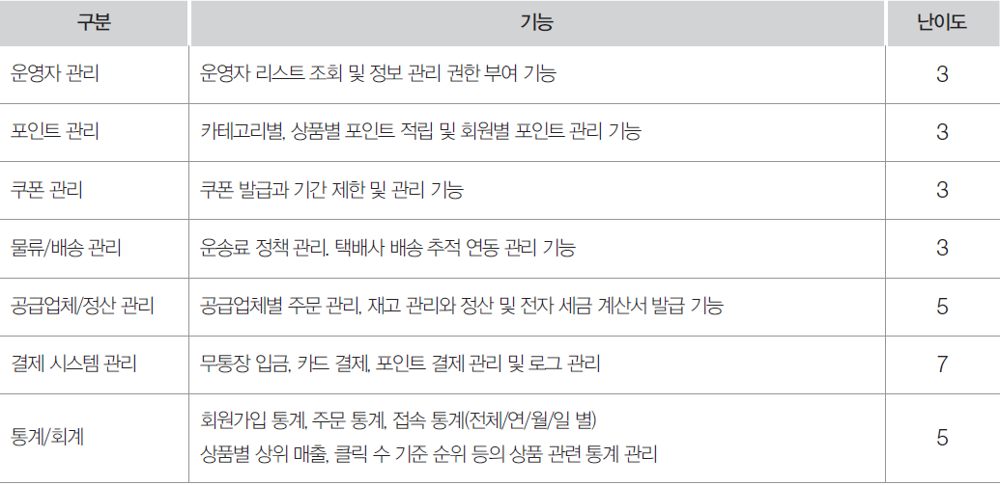 구분 기능 난이도
운영자 관리 운영자 리스트 조회 및 정보 관리 권한 부여 기능 3
포인트 관리 카테고리별, 상품별 포인트 적립 및 회원별 포인트 관리 기능 3
쿠폰 관리 쿠폰 발급과 기간 제한 및 관리 기능 3
물류/배송 관리 운송료 정책 관리. 택배사 배송 추적 연동 관리 기능 3
공급업체/정산 관리 공급업체별 주문 관리, 재고 관리와 정산 및 전자 세금 계산서 발급 기능 5
결제 시스템 관리 무통장 입금, 카드 결제, 포인트 결제 관리 및 로그 관리 7
통계/회계 회원가입 통계, 주문 통계, 접속 통계(전체/연/월/일 별) 5
상품별 상위 매출, 클릭 수 기준 순위 등의 상품 관련 통계 관리